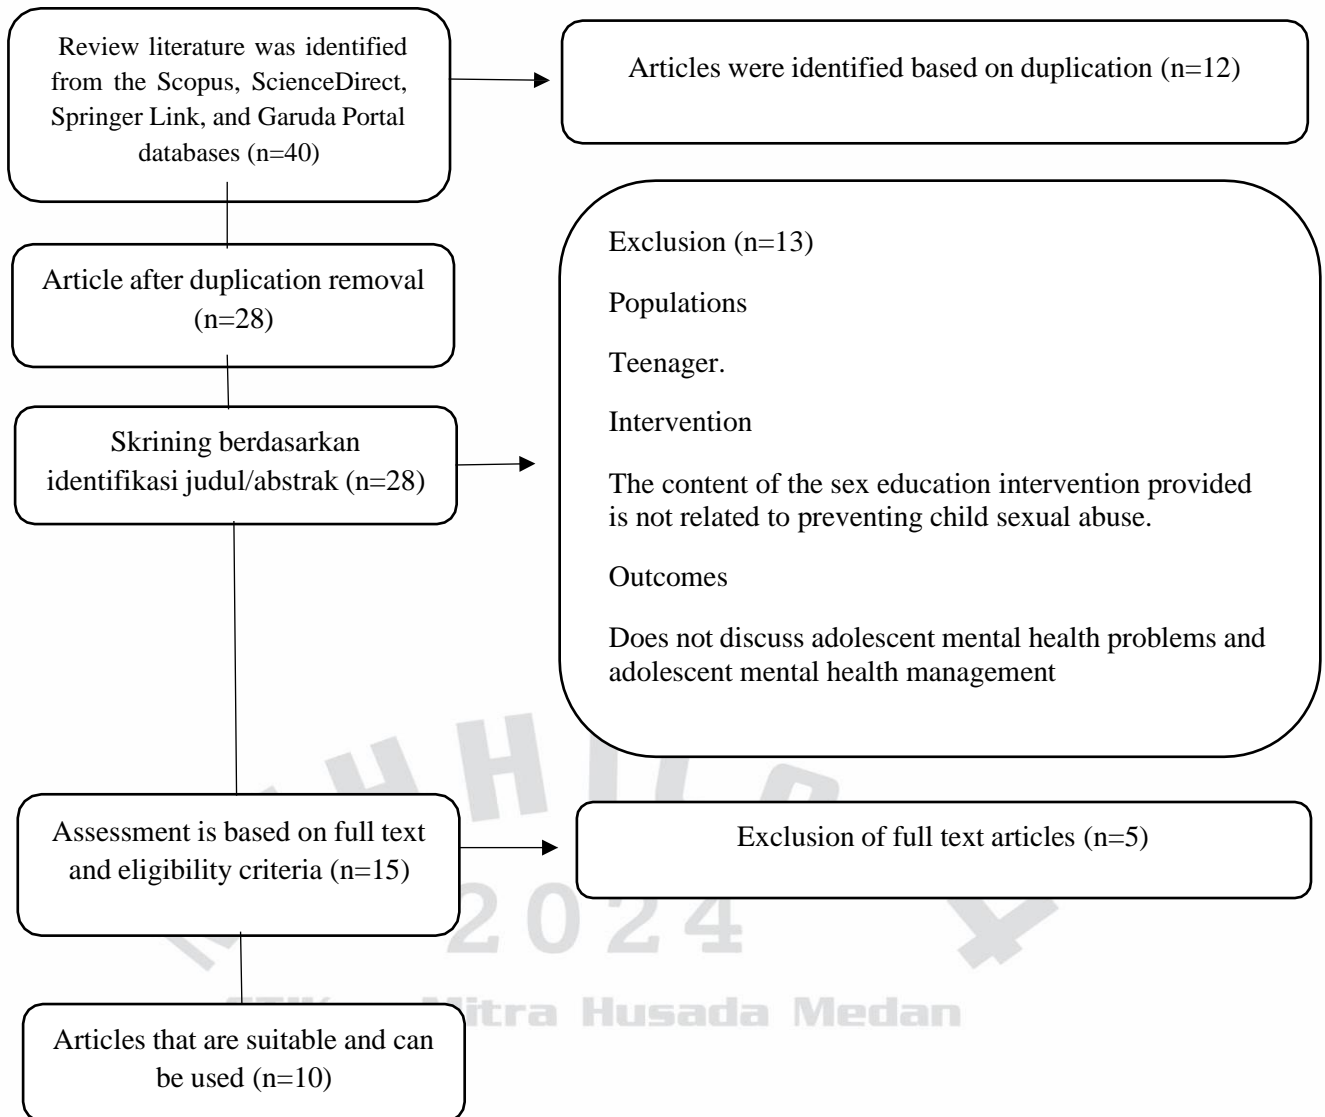 Review literature was identified
from the Scopus, ScienceDirect,
Springer Link, and Garuda Portal
databases (n=40)
Articles were identified based on duplication (n=12)
Article after duplication removal
(n=28)
Skrining berdasarkan
identifikasi judul/abstrak (n=28)
Exclusion (n=13)
Populations
Teenager.
Intervention
The content of the sex education intervention provided
is not related to preventing child sexual abuse.
Outcomes
Does not discuss adolescent mental health problems and
adolescent mental health management
Assessment is based on full text
and eligibility criteria (n=15)
Exclusion of full text articles (n=5)
2024
Mitra Husada Medan
Articles that are suitable and can
be used (n=10)